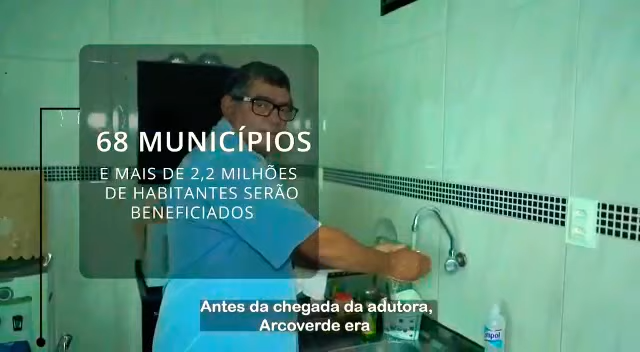 68 MUNICÍPIOS
E MAIS DE 2,2 MILHÕES
DE HABITANTES SERÃO
BENEFICIADOS
Antes da chegada da adutora,
Arcoverde era